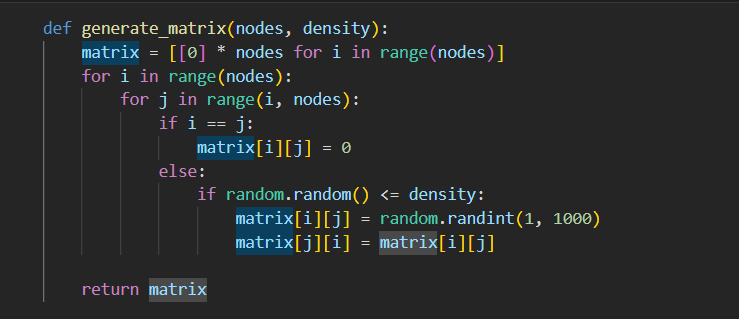 def generate_matrix(nodes, density):
    matrix = [[0] * nodes for i in range(nodes)]
    for i in range(nodes):
        for j in range(i, nodes):
            if i == j:
                matrix[i][j] = 0
            else:
                if random.random() <= density:
                    matrix[i][j] = random.randint(1, 1000)
                    matrix[j][i] = matrix[i][j]
    return matrix